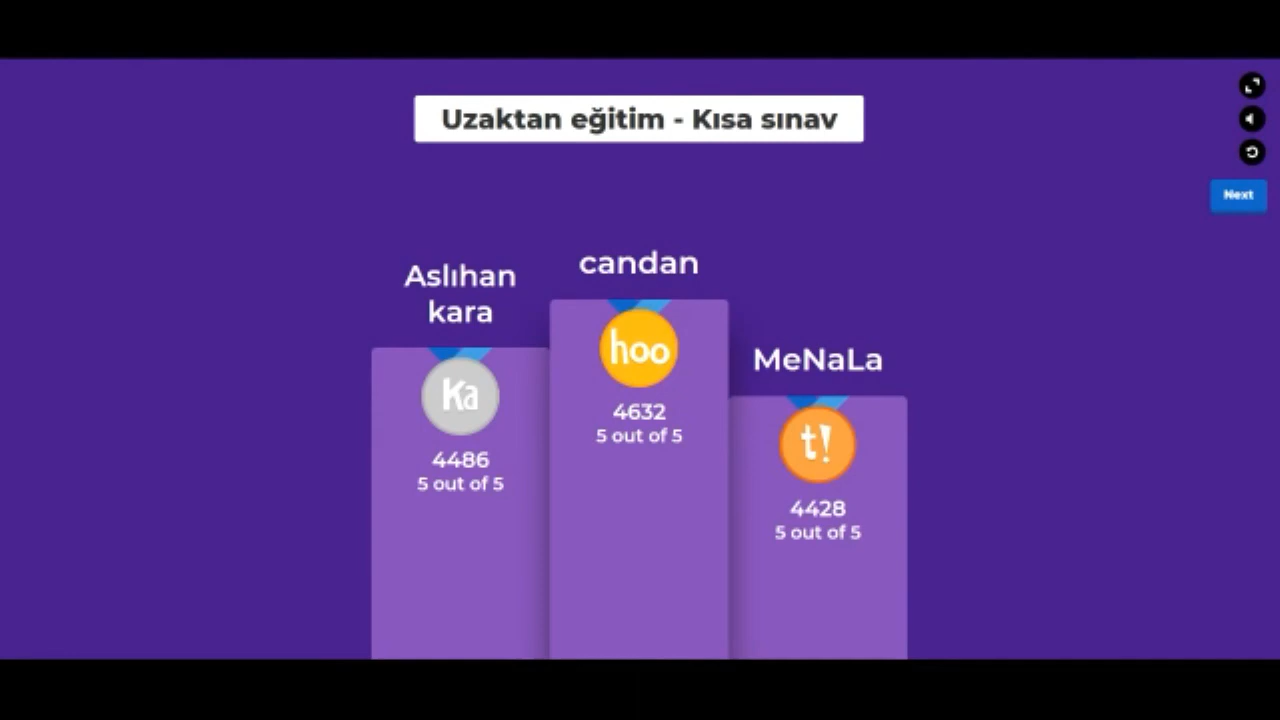 Uzaktan eğitim - Kısa sınav
Next
candan
Aslıhan
kara
MeNaLa
hoo
4632
5 out of 5
Ka
4486
5 out of 5
t!
4428
5 out of 5